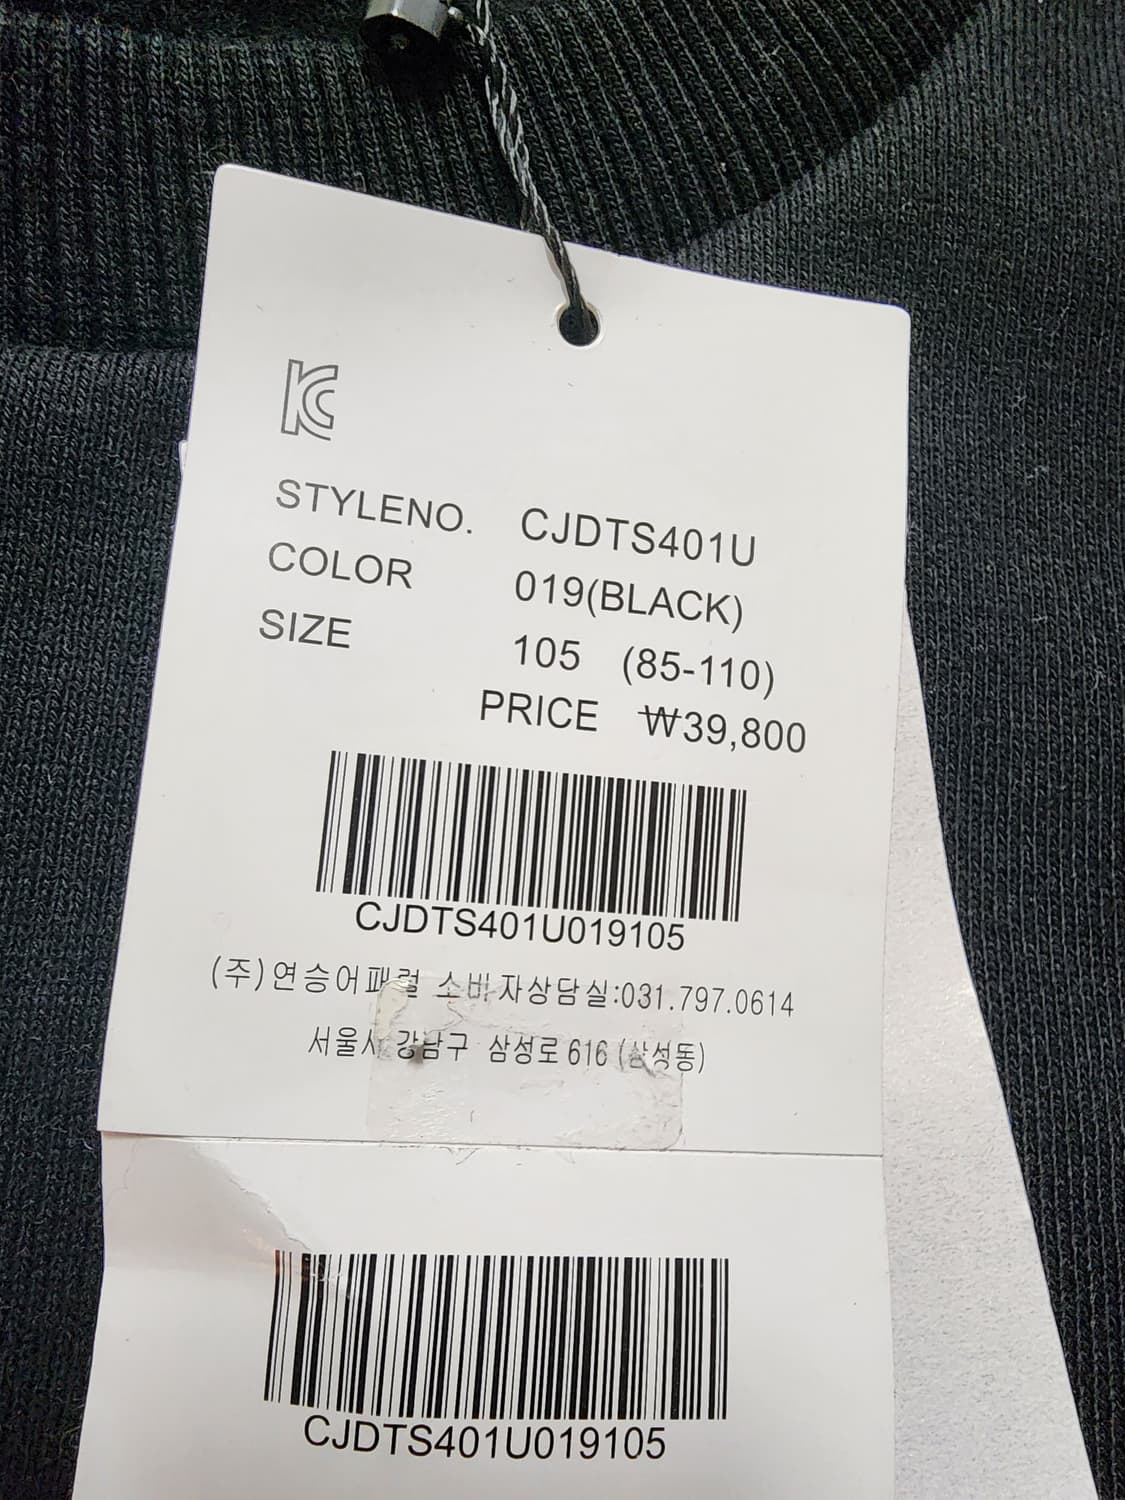 KC
STYLENO. CJDTS401U
COLOR 019(BLACK)
SIZE 105 (85-110)
PRICE ₩39,800
CJDTS401U019105
(주)연승어패럴 소비자상담실:031.797.0614
서울시 강남구 삼성로 616 (삼성동)
CJDTS401U019105